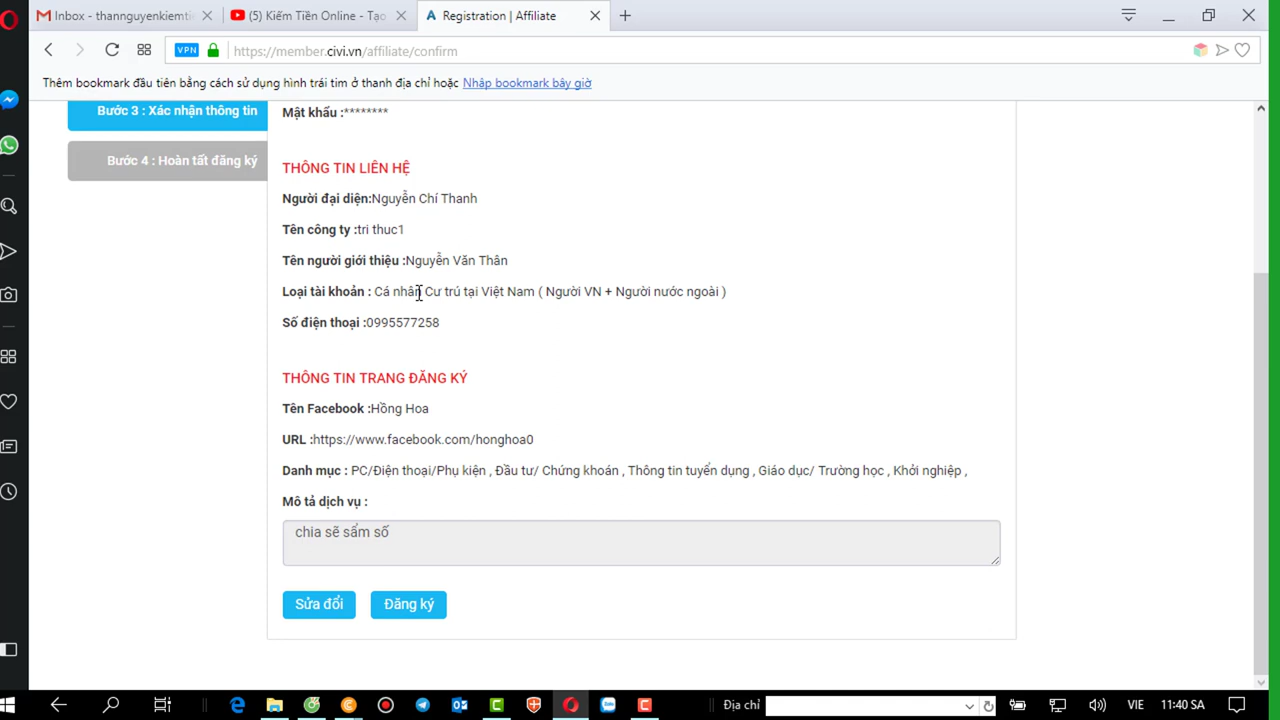 Inbox - thannguyenkiemtie
(5) Kiếm Tiền Online - Tạo
Registration | Affiliate
VPN
https://member.civi.vn/affiliate/confirm
Thêm bookmark đầu tiên bằng cách sử dụng hình trái tim ở thanh địa chỉ hoặc Nhập bookmark bây giờ
Bước 3 : Xác nhận thông tin
Mật khẩu :********
Bước 4 : Hoàn tất đăng ký
THÔNG TIN LIÊN HỆ
Người đại diện:Nguyễn Chí Thanh
Tên công ty :tri thuc1
Tên người giới thiệu :Nguyễn Văn Thân
Loại tài khoản : Cá nhân Cư trú tại Việt Nam ( Người VN + Người nước ngoài )
Số điện thoại :0995577258
THÔNG TIN TRANG ĐĂNG KÝ
Tên Facebook :Hồng Hoa
URL :https://www.facebook.com/honghoa0
Danh mục : PC/Điện thoại/Phụ kiện , Đầu tư/ Chứng khoán , Thông tin tuyển dụng , Giáo dục/ Trường học , Khởi nghiệp ,
Mô tả dịch vụ :
chia sẽ sẩm số
Sửa đổi
Đăng ký
Địa chỉ
VIE
11:40 SA